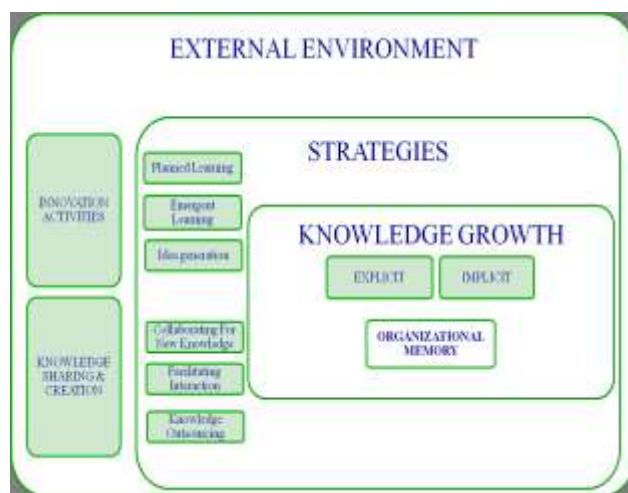 EXTERNAL ENVIRONMENT
STRATEGIES
Planned Learning
Emergent
Learning
Idea generation
INNOVATION
ACTIVITIES
KNOWLEDGE GROWTH
EXPLICIT
IMPLICIT
ORGANIZATIONAL
MEMORY
Collaborating For
New Knowledge
Facilitating
Interaction
Knowledge
Outsourcing
KNOWLEDGE
SHARING &
CREATION